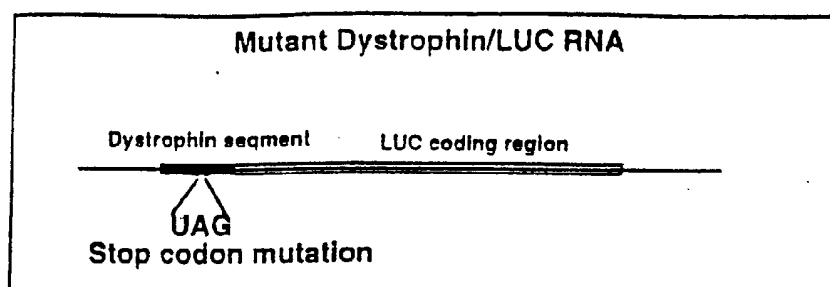 Mutant Dystrophin/LUC RNA
Dystrophin seqment LUC coding region
UAG
Stop codon mutation